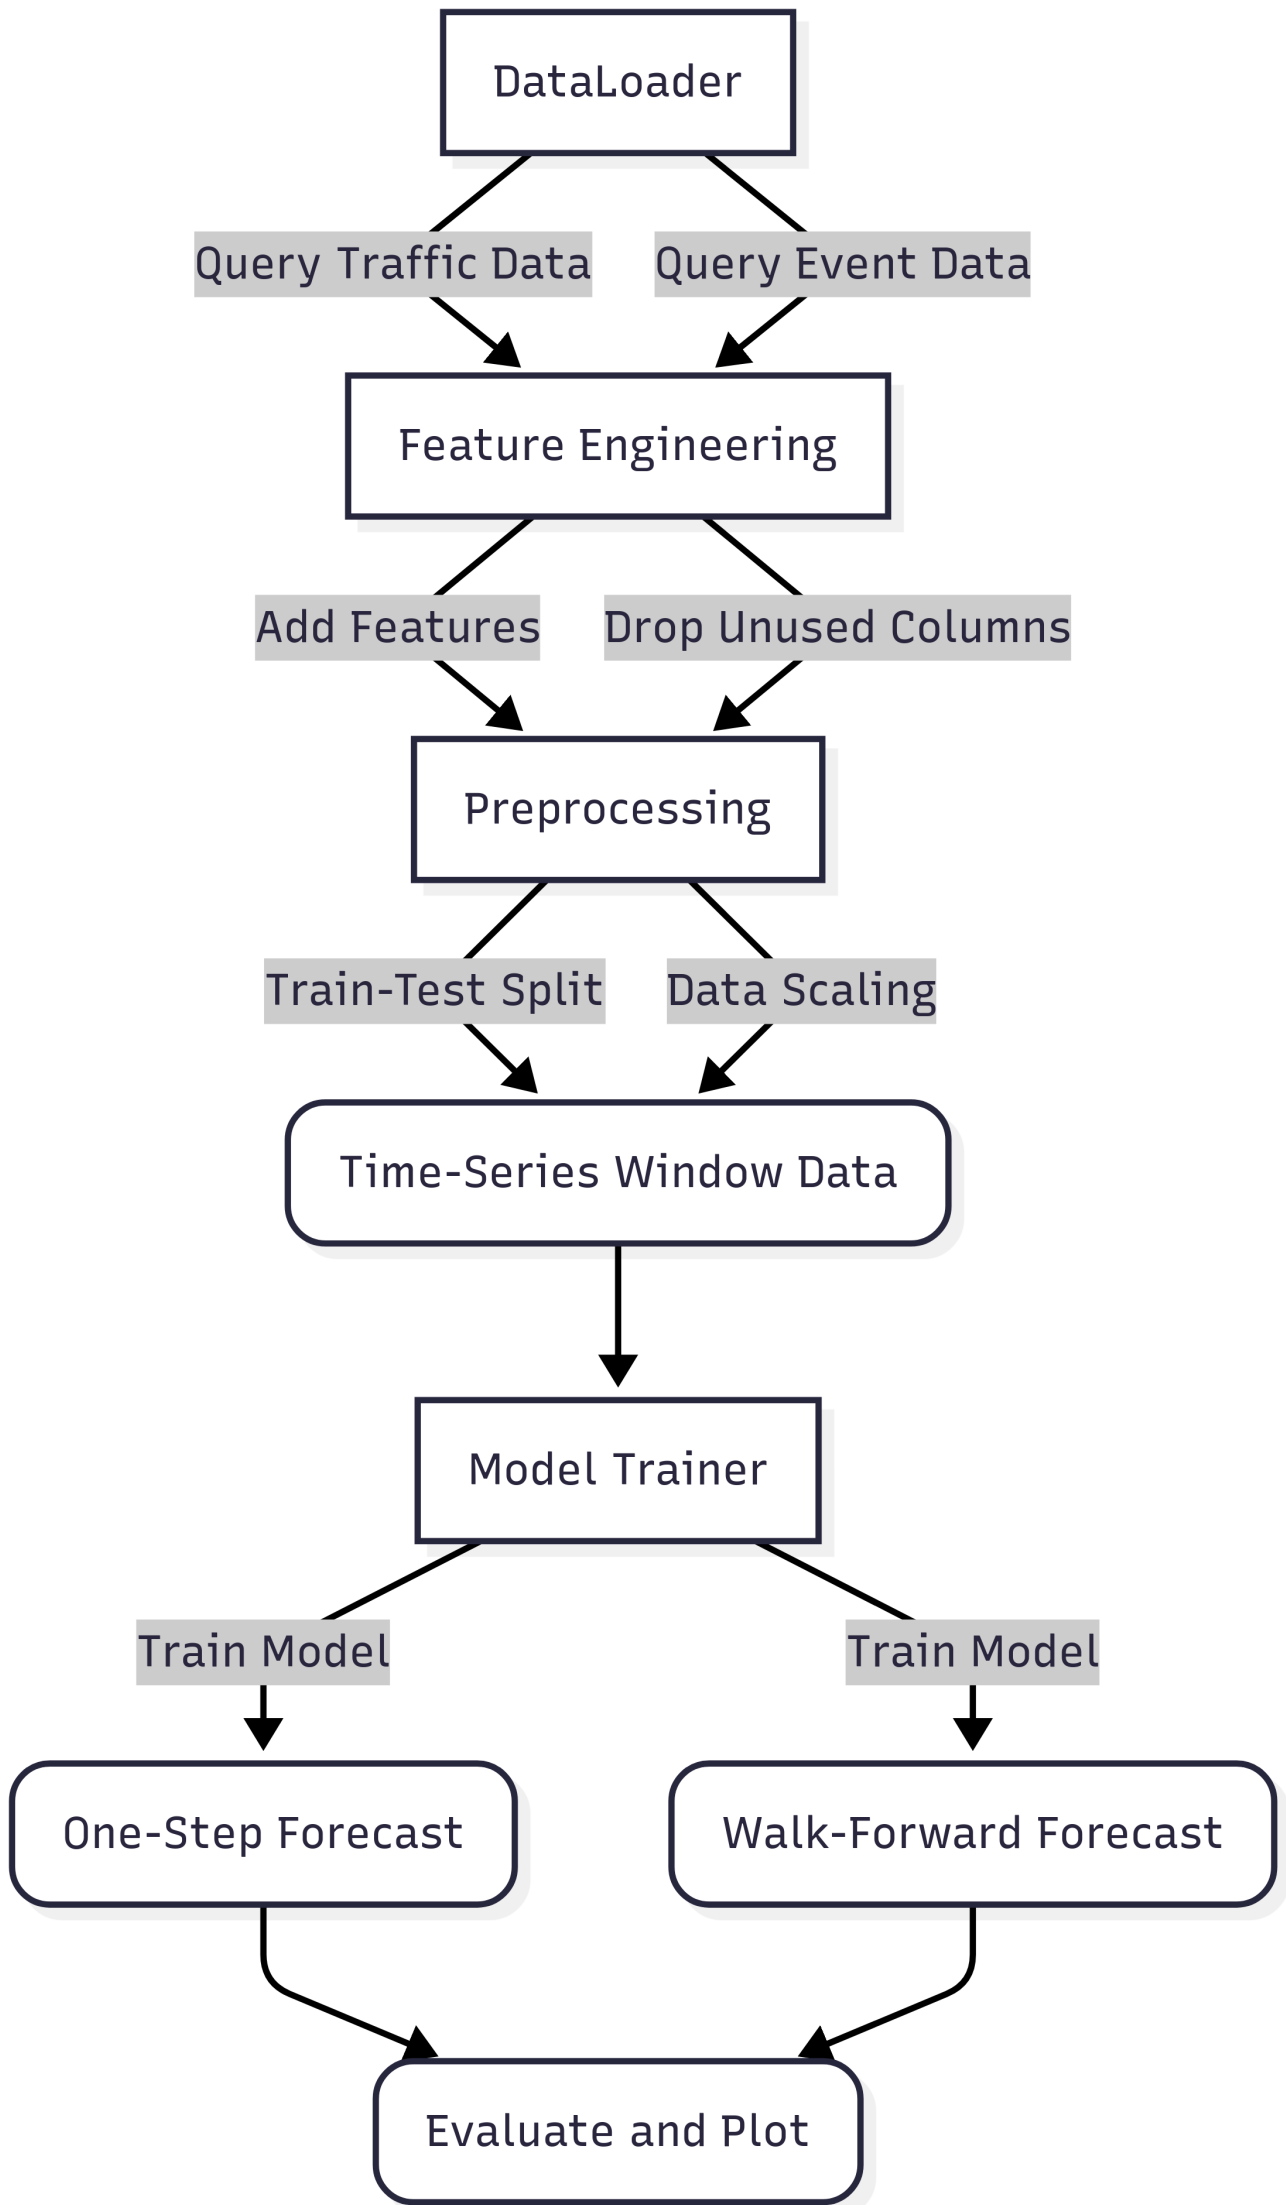 DataLoader
Query Traffic Data
Query Event Data
Feature Engineering
Add Features
Drop Unused Columns
Preprocessing
Train-Test Split
Data Scaling
Time-Series Window Data
Model Trainer
Train Model
Train Model
One-Step Forecast
Walk-Forward Forecast
Evaluate and Plot